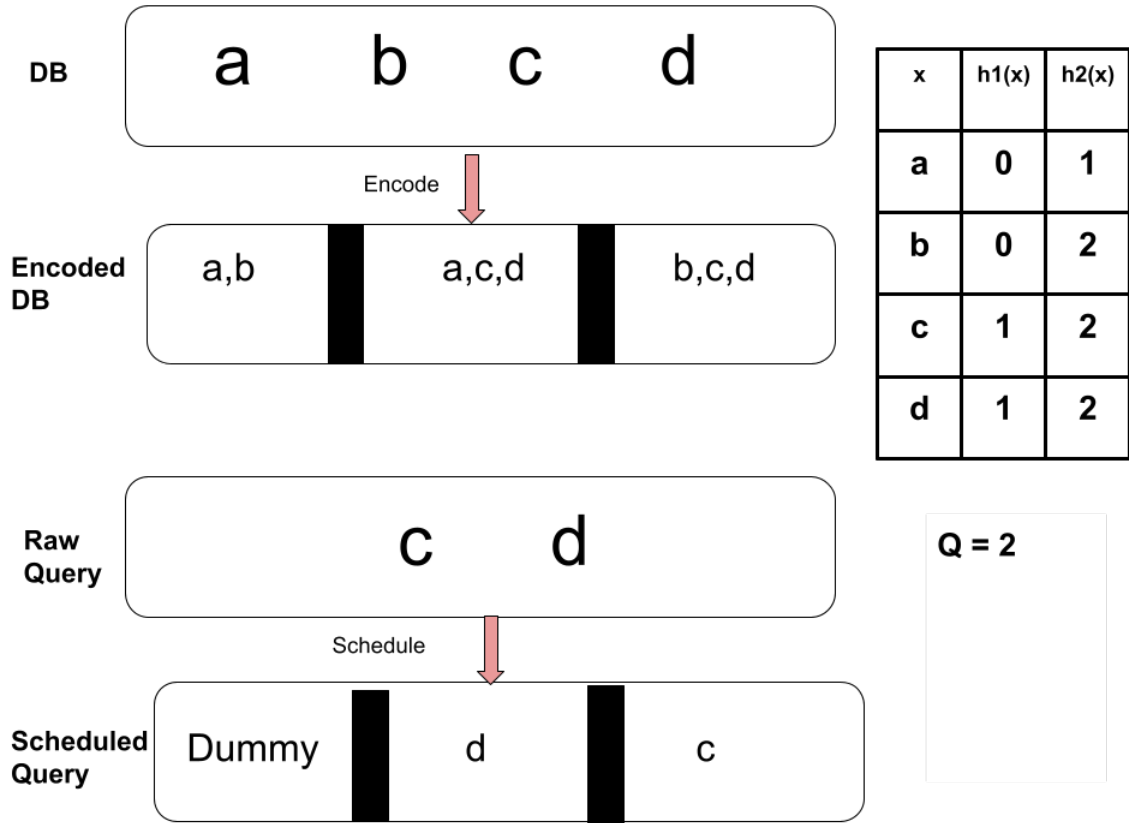 DB
a b c d
Encode
Encoded
DB
a,b
a,c,d
b,c,d
x h1(x) h2(x)
a 0 1
b 0 2
c 1 2
d 1 2
Raw
Query
c d
Q = 2
Schedule
Scheduled
Query
Dummy
d
c